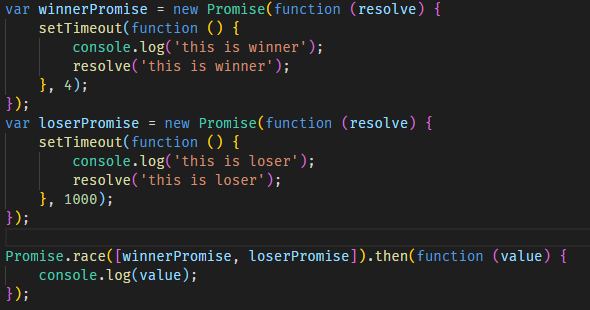 var winnerPromise = new Promise(function (resolve) {
    setTimeout(function () {
        console.log('this is winner');
        resolve('this is winner');
    }, 4);
});
var loserPromise = new Promise(function (resolve) {
    setTimeout(function () {
        console.log('this is loser');
        resolve('this is loser');
    }, 1000);
});

Promise.race([winnerPromise, loserPromise]).then(function (value) {
    console.log(value);
});